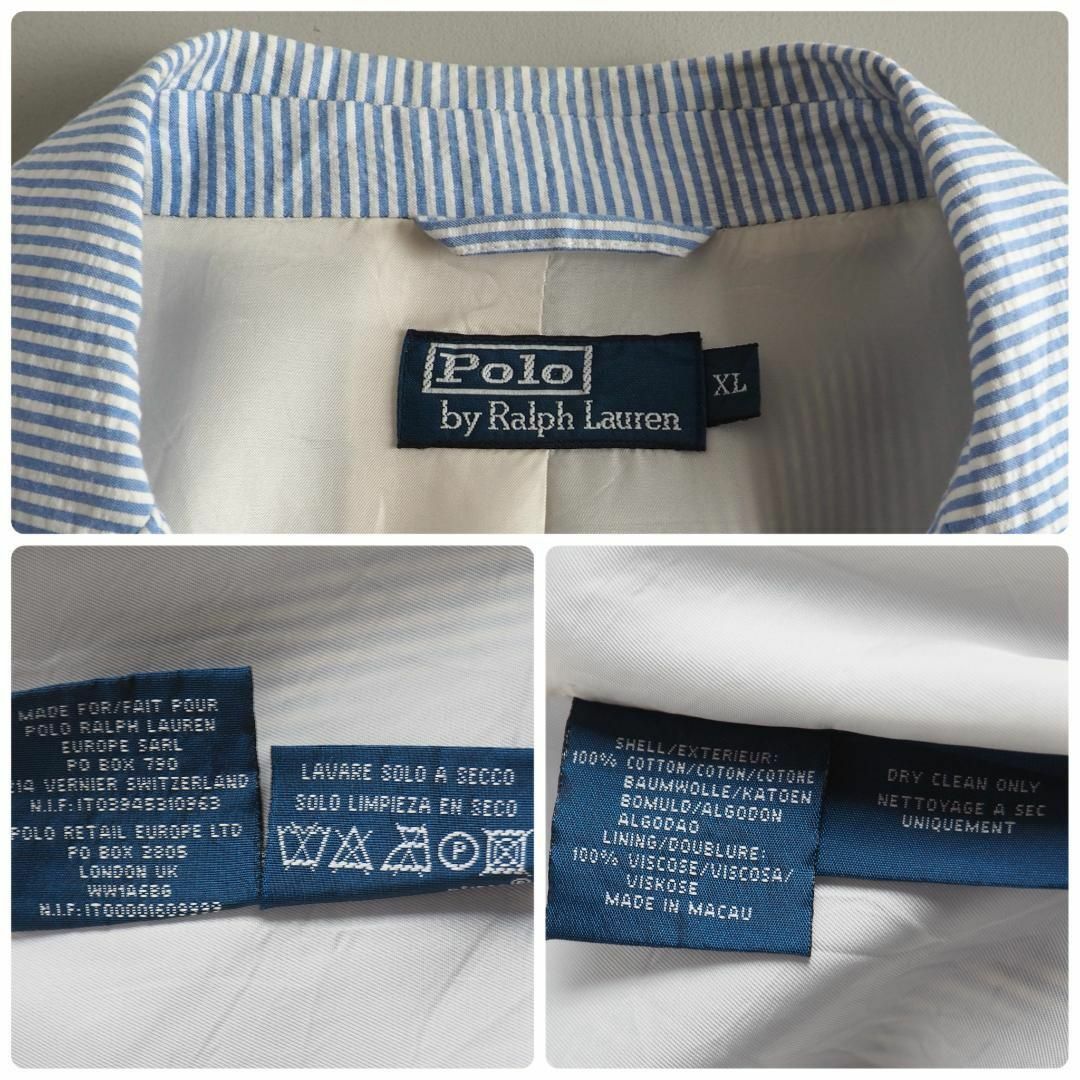 Polo
by Ralph Lauren
XL
MADE FOR/FAIT POUR
POLO RALPH LAUREN
EUROPE SARL
PO BOX 790
214 VERNIER SWITZERLAND
N.I.F:IT03945310963
POLO RETAIL EUROPE LTD
PO BOX 2805
LONDON UK
WW1A6BG
N.I.F:IT00001609999
LAVARE SOLO A SECCO
SOLO LIMPIEZA EN SECO
P
SHELL/EXTERIEUR:
100% COTTON/COTON/COTONE
BAUMWOLLE/KATOEN
BOMULD/ALGODON
ALGODAO
LINING/DOUBLURE:
100% VISCOSE/VISCOSA/
VISKOSE
MADE IN MACAU
DRY CLEAN ONLY
NETTOYAGE A SEC
UNIQUEMENT